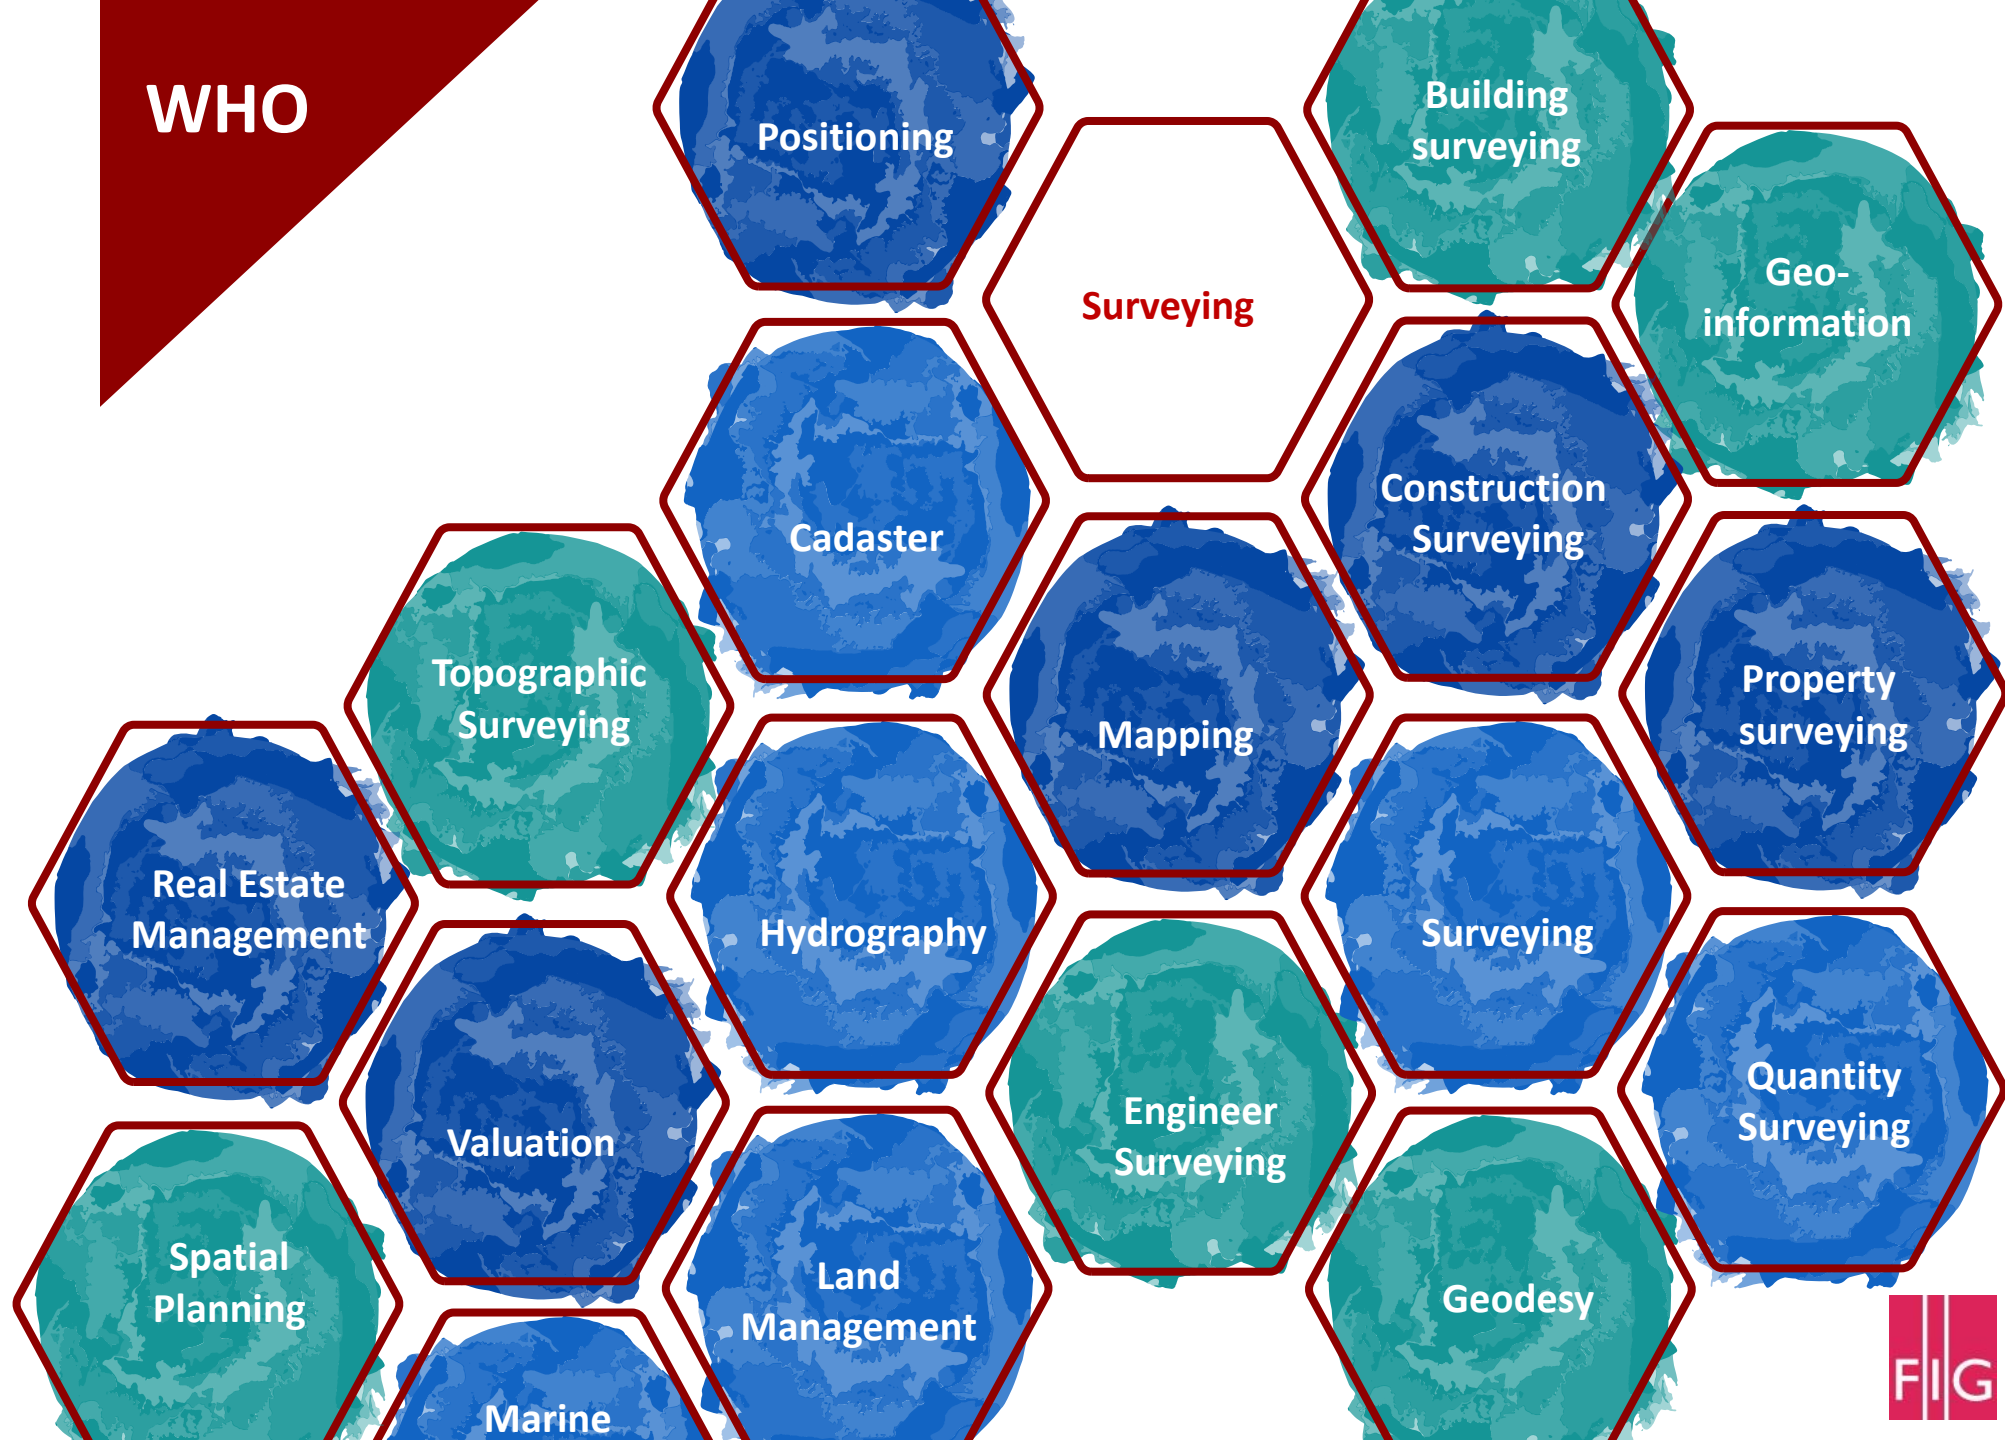 WHO
Positioning
Building
surveying
Geo-
information
Surveying
Cadaster
Construction
Surveying
Topographic
Surveying
Mapping
Property
surveying
Real Estate
Management
Hydrography
Surveying
Valuation
Engineer
Surveying
Quantity
Surveying
Spatial
Planning
Land
Management
Geodesy
Marine
FIG